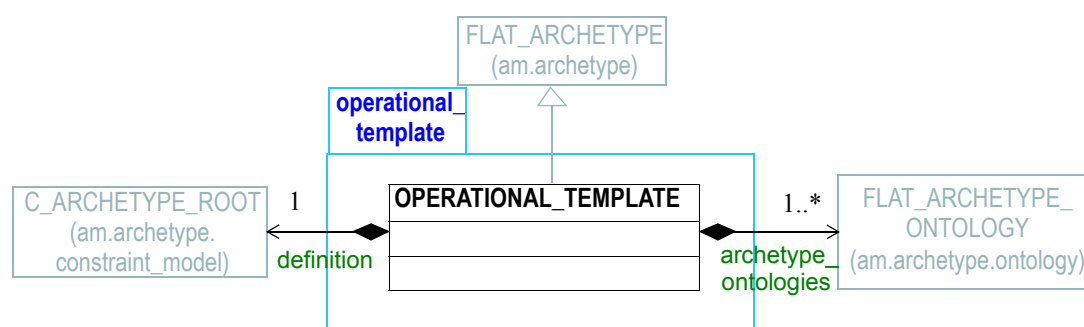 FLAT_ARCHETYPE
(am.archetype)
operational_
template
C_ARCHETYPE_ROOT
(am.archetype.
constraint_model)
1
definition
OPERATIONAL_TEMPLATE
1..*
archetype_
ontologies
FLAT_ARCHETYPE_
ONTOLOGY
(am.archetype.ontology)